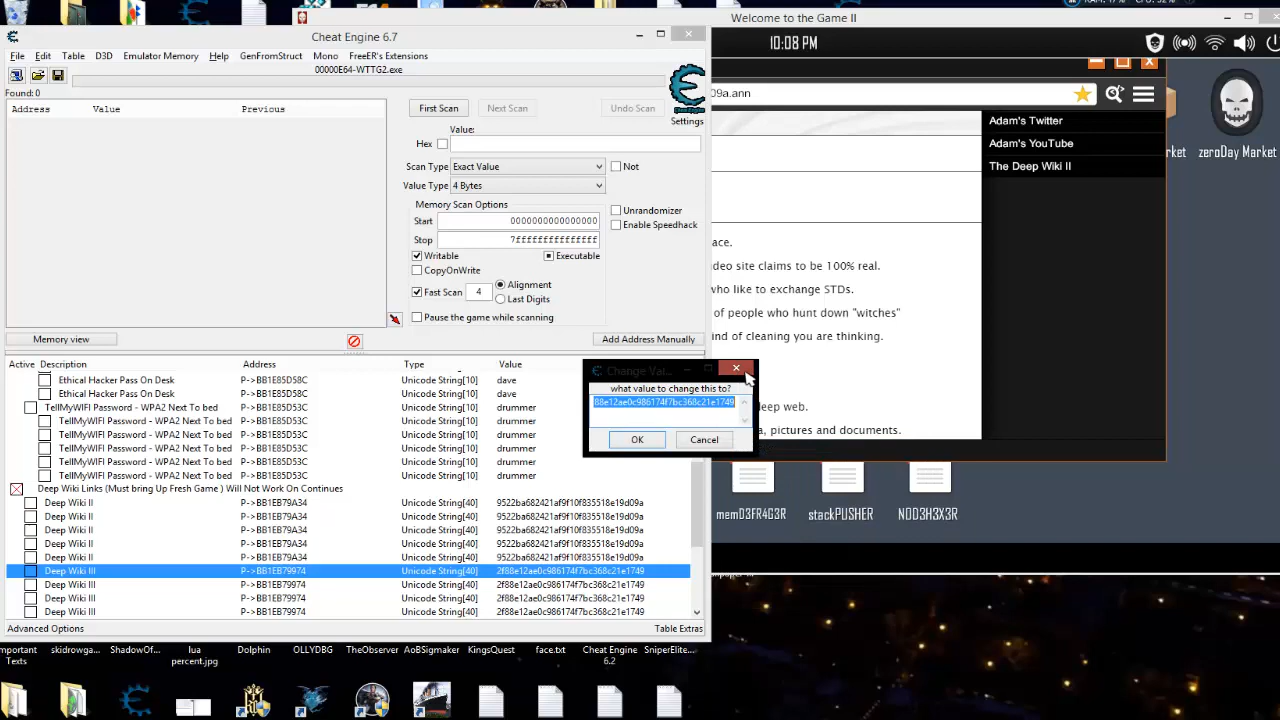 Welcome to the Game II
Cheat Engine 6.7
10:08 PM
File Edit Table D3D Emulator Memory Help GenFromStruct Mono FreeER's Extensions
00000E64-WTTG2.exe
Found: 0
Address Value Previous
First Scan Next Scan Undo Scan
Settings
Value:
Hex
Scan Type Exact Value Not
Value Type 4 Bytes
Memory Scan Options
Start 0000000000000000
Unrandomizer
Enable Speedhack
Stop 7fffffffffffffff
Writable Executable
CopyOnWrite
Fast Scan 4 Alignment
Last Digits
Pause the game while scanning
Memory view Add Address Manually
09a.ann
Adam's Twitter
Adam's YouTube
The Deep Wiki II
ket zeroDay Market
ace.
deo site claims to be 100% real.
who like to exchange STDs.
of people who hunt down "witches"
ind of cleaning you are thinking.
deep web.
a, pictures and documents.
Change Val...
what value to change this to?
88e12ae0c986174f7bc368c21e1749
OK Cancel
Active Description Address Type Value
Ethical Hacker Pass On Desk P->BB1E85D58C Unicode String[10] dave
Ethical Hacker Pass On Desk P->BB1E85D58C Unicode String[10] dave
TellMyWIFI Password - WPA2 Next To bed P->BB1E85D53C Unicode String[10] drummer
TellMyWIFI Password - WPA2 Next To bed P->BB1E85D53C Unicode String[10] drummer
TellMyWIFI Password - WPA2 Next To bed P->BB1E85D53C Unicode String[10] drummer
TellMyWIFI Password - WPA2 Next To bed P->BB1E85D53C Unicode String[10] drummer
TellMyWIFI Password - WPA2 Next To bed P->BB1E85D53C Unicode String[10] drummer
TellMyWIFI Password - WPA2 Next To bed P->BB1E85D53C Unicode String[10] drummer
Deep Wiki Links (Must bring Up Fresh Game ) Will Not Work On Continues
Deep Wiki II P->BB1EB79A34 Unicode String[40] 9522ba682421af9f10f835518e19d09a
Deep Wiki II P->BB1EB79A34 Unicode String[40] 9522ba682421af9f10f835518e19d09a
Deep Wiki II P->BB1EB79A34 Unicode String[40] 9522ba682421af9f10f835518e19d09a
Deep Wiki II P->BB1EB79A34 Unicode String[40] 9522ba682421af9f10f835518e19d09a
Deep Wiki II P->BB1EB79A34 Unicode String[40] 9522ba682421af9f10f835518e19d09a
Deep Wiki III P->BB1EB79974 Unicode String[40] 2f88e12ae0c986174f7bc368c21e1749
Deep Wiki III P->BB1EB79974 Unicode String[40] 2f88e12ae0c986174f7bc368c21e1749
Deep Wiki III P->BB1EB79974 Unicode String[40] 2f88e12ae0c986174f7bc368c21e1749
Deep Wiki III P->BB1EB79974 Unicode String[40] 2f88e12ae0c986174f7bc368c21e1749
Advanced Options Table Extras
memD3FR4G3R stackPUSHER N0D3H3X3R
mportant Texts
skidrowga...
ShadowOf...
lua percent.jpg
Dolphin
OLLYDBG
TheObserver
AoBSigmaker
KingsQuest
face.txt
Cheat Engine 6.2
SniperElite...